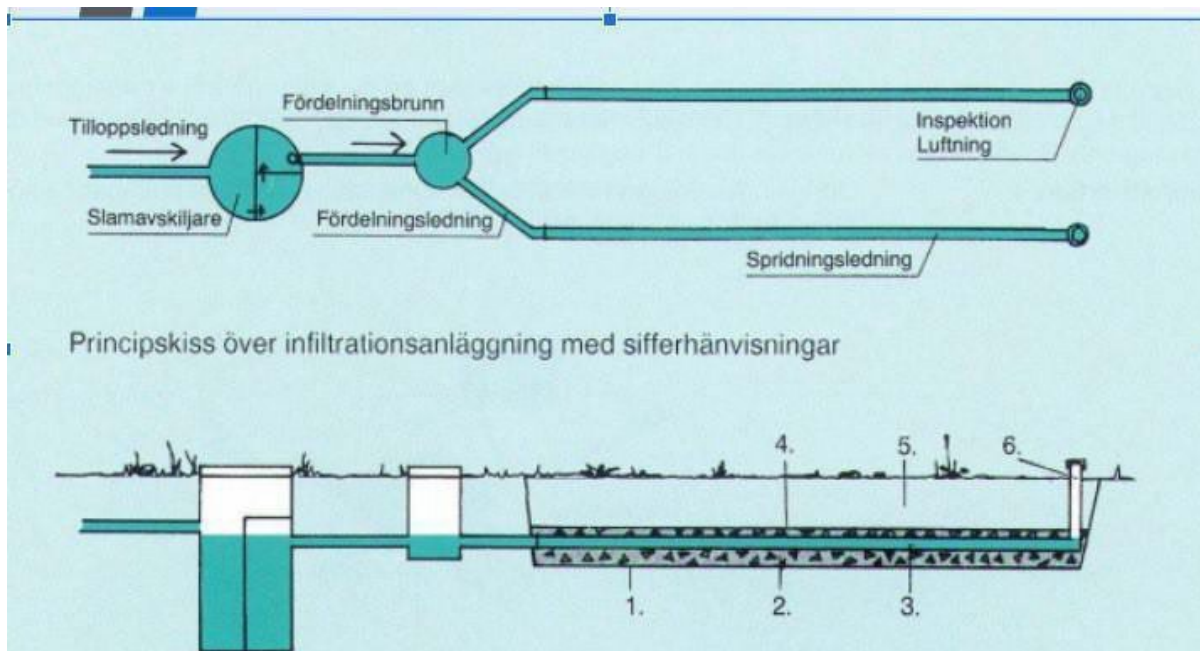 Fördelningsbrunn
Tilloppsledning
Inspektion
Luftning
Slamavskiljare
Fördelningsledning
Spridningsledning
Principskiss över infiltrationsanläggning med sifferhänvisningar
4.
5.
6.
1.
2.
3.